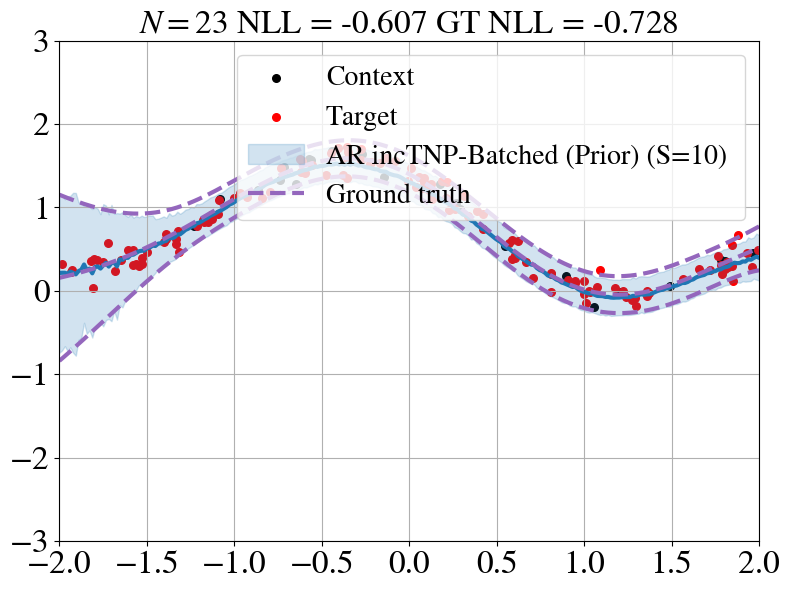 N = 23 NLL = -0.607 GT NLL = -0.728
3
2
1
0
−1
−2
−3
Context
Target
AR incTNP-Batched (Prior) (S=10)
Ground truth
−2.0 −1.5 −1.0 −0.5 0.0 0.5 1.0 1.5 2.0